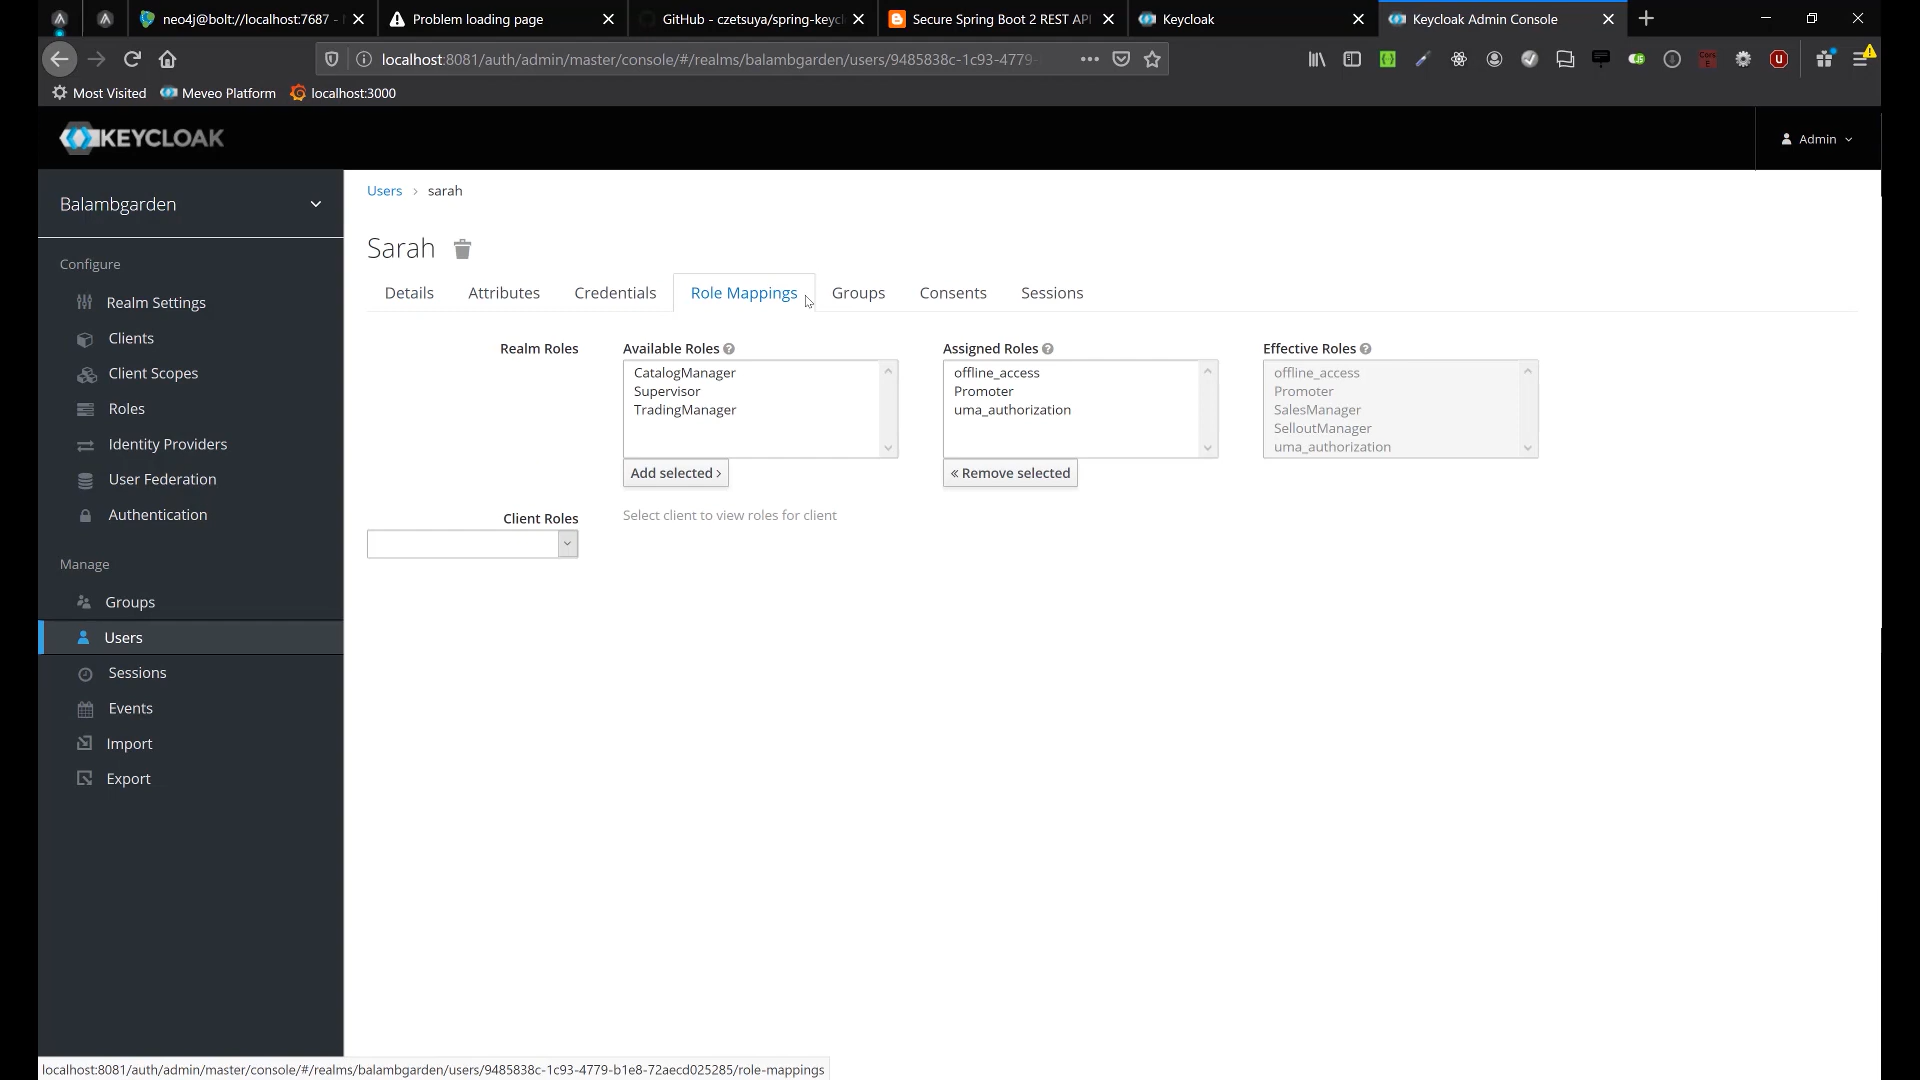 neo4j@bolt://localhost:7687 -
Problem loading page
GitHub - czetsuya/spring-keycl
Secure Spring Boot 2 REST API
Keycloak
Keycloak Admin Console
localhost:8081/auth/admin/master/console/#/realms/balambgarden/users/9485838c-1c93-4779-
Most Visited
Meveo Platform
localhost:3000
KEYCLOAK
Admin
Balambgarden
Configure
Realm Settings
Clients
Client Scopes
Roles
Identity Providers
User Federation
Authentication
Manage
Groups
Users
Sessions
Events
Import
Export
Users > sarah
Sarah
Details Attributes Credentials Role Mappings Groups Consents Sessions
Realm Roles
Available Roles
CatalogManager
Supervisor
TradingManager
Add selected >
Assigned Roles
offline_access
Promoter
uma_authorization
« Remove selected
Effective Roles
offline_access
Promoter
SalesManager
SelloutManager
uma_authorization
Client Roles
Select client to view roles for client
localhost:8081/auth/admin/master/console/#/realms/balambgarden/users/9485838c-1c93-4779-b1e8-72aecd025285/role-mappings